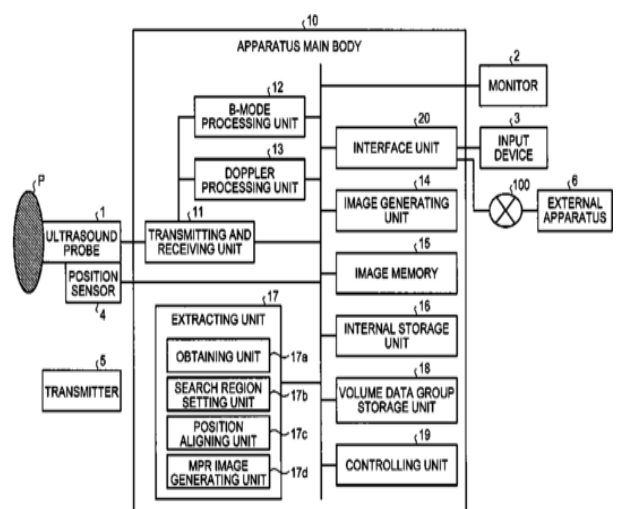 10
APPARATUS MAIN BODY
12
B-MODE
PROCESSING UNIT
13
DOPPLER
PROCESSING UNIT
P
1
ULTRASOUND
PROBE
11
TRANSMITTING AND
RECEIVING UNIT
POSITION
SENSOR
4
5
TRANSMITTER
17
EXTRACTING UNIT
OBTAINING UNIT
17a
SEARCH REGION
SETTING UNIT
17b
POSITION
ALIGNING UNIT
17c
MPR IMAGE
GENERATING UNIT
17d
20
INTERFACE UNIT
14
IMAGE GENERATING
UNIT
15
IMAGE MEMORY
16
INTERNAL STORAGE
UNIT
18
VOLUME DATA GROUP
STORAGE UNIT
19
CONTROLLING UNIT
2
MONITOR
3
INPUT
DEVICE
100
6
EXTERNAL
APPARATUS